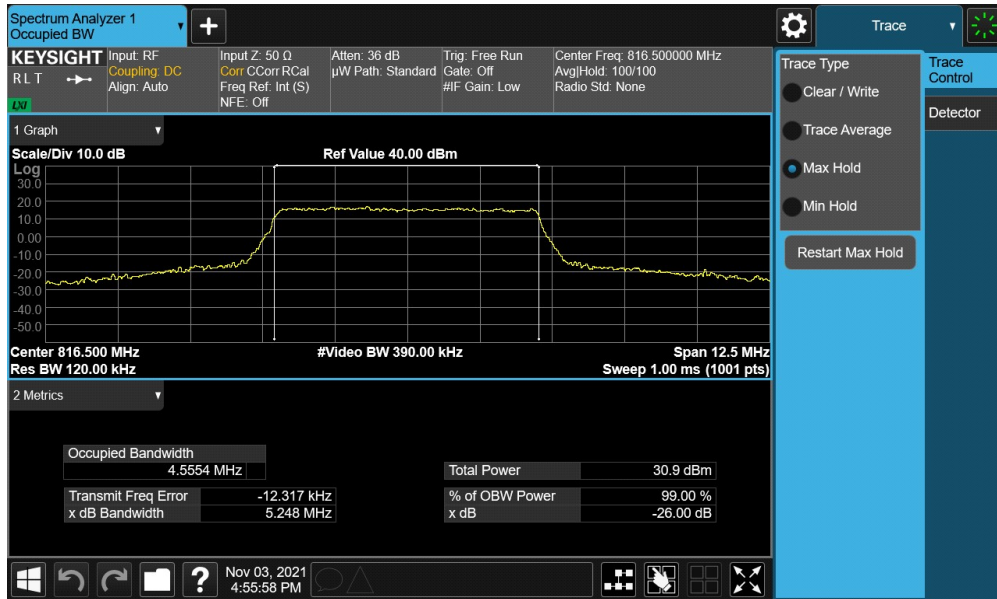 Spectrum Analyzer 1
Occupied BW
Trace
KEYSIGHT
R L T
LXI
Input: RF
Coupling: DC
Align: Auto
Input Z: 50 Ω
Corr CCorr RCal
Freq Ref: Int (S)
NFE: Off
Atten: 36 dB
µW Path: Standard
Trig: Free Run
Gate: Off
#IF Gain: Low
Center Freq: 816.500000 MHz
Avg|Hold: 100/100
Radio Std: None
Trace Type
Clear / Write
Trace Average
Max Hold
Min Hold
Restart Max Hold
Trace
Control
Detector
1 Graph
Scale/Div 10.0 dB
Ref Value 40.00 dBm
Log
30.0
20.0
10.0
0.00
-10.0
-20.0
-30.0
-40.0
-50.0
Center 816.500 MHz
#Video BW 390.00 kHz
Span 12.5 MHz
Res BW 120.00 kHz
Sweep 1.00 ms (1001 pts)
2 Metrics
Occupied Bandwidth
4.5554 MHz
Total Power 30.9 dBm
Transmit Freq Error -12.317 kHz
% of OBW Power 99.00 %
x dB Bandwidth 5.248 MHz
x dB -26.00 dB
?
Nov 03, 2021
4:55:58 PM